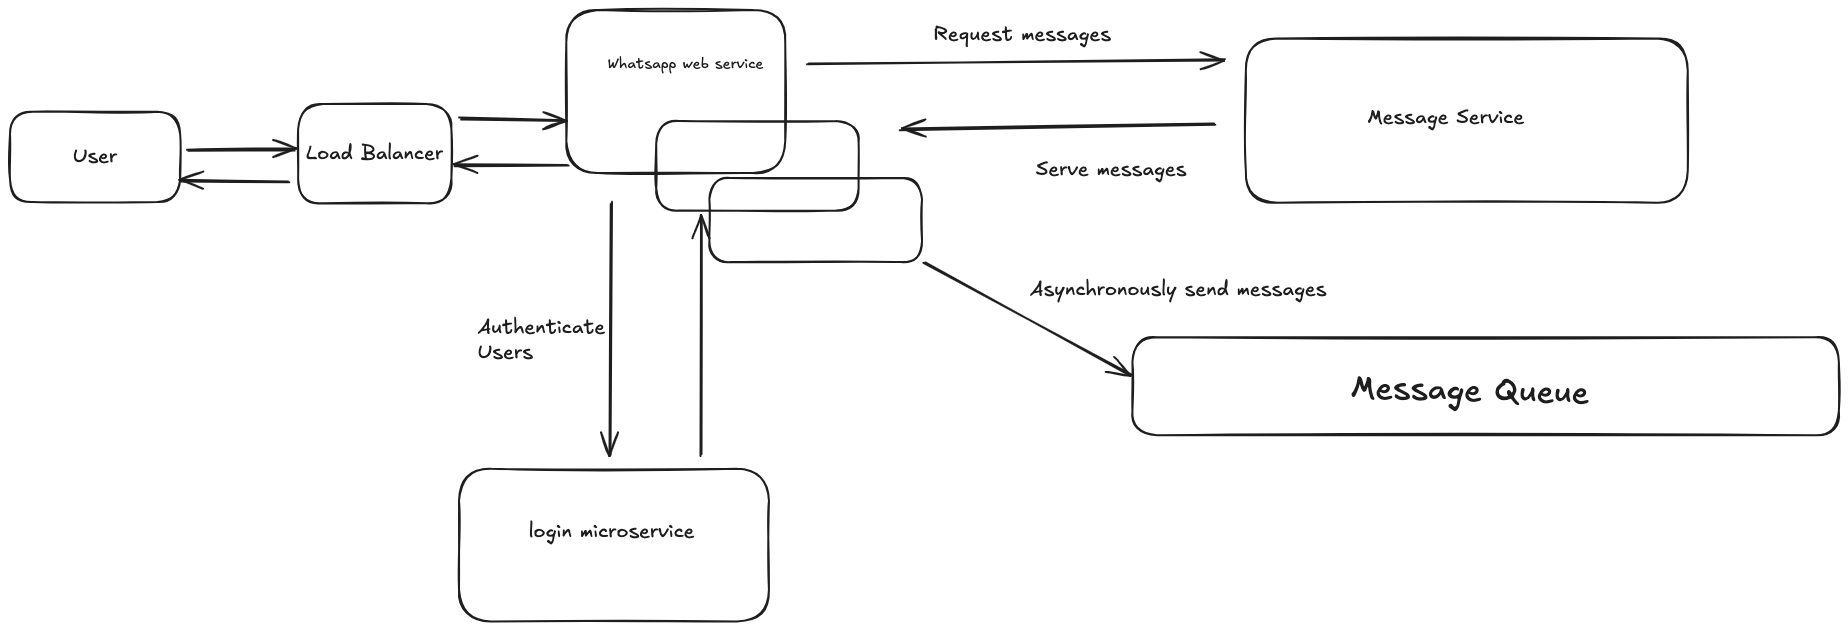 Request messages
Whatsapp web service
Message Service
User
Load Balancer
Serve messages
Asynchronously send messages
Authenticate
Users
Message Queue
login microservice